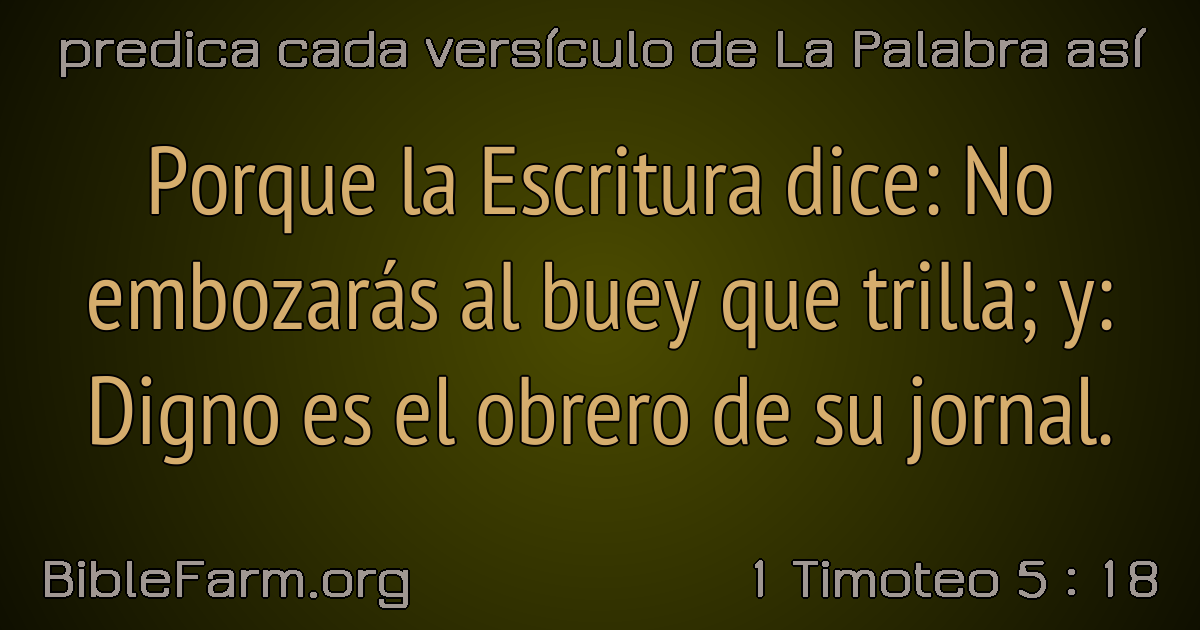 predica cada versículo de La Palabra así
Porque la Escritura dice: No
embozarás al buey que trilla; y:
Digno es el obrero de su jornal.
BibleFarm.org
1 Timoteo 5 : 18